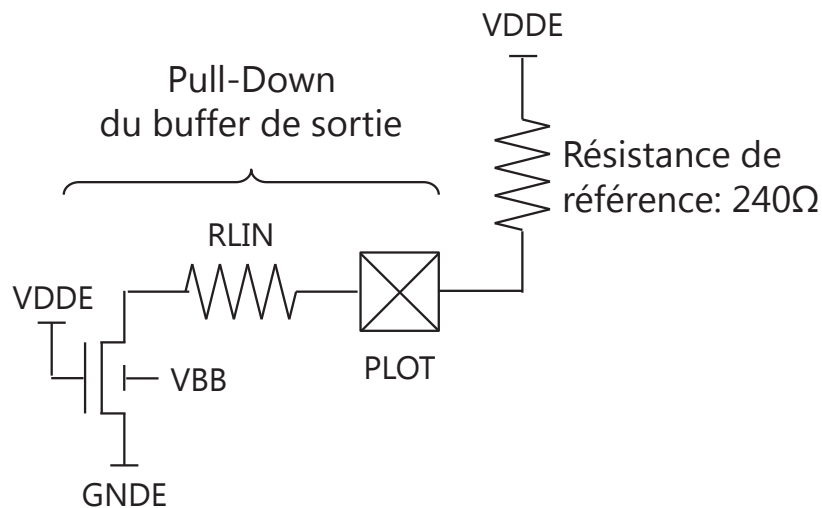 VDDE
Pull-Down
du buffer de sortie
Résistance de
référence: 240Ω
RLIN
VDDE
PLOT
VBB
GNDE